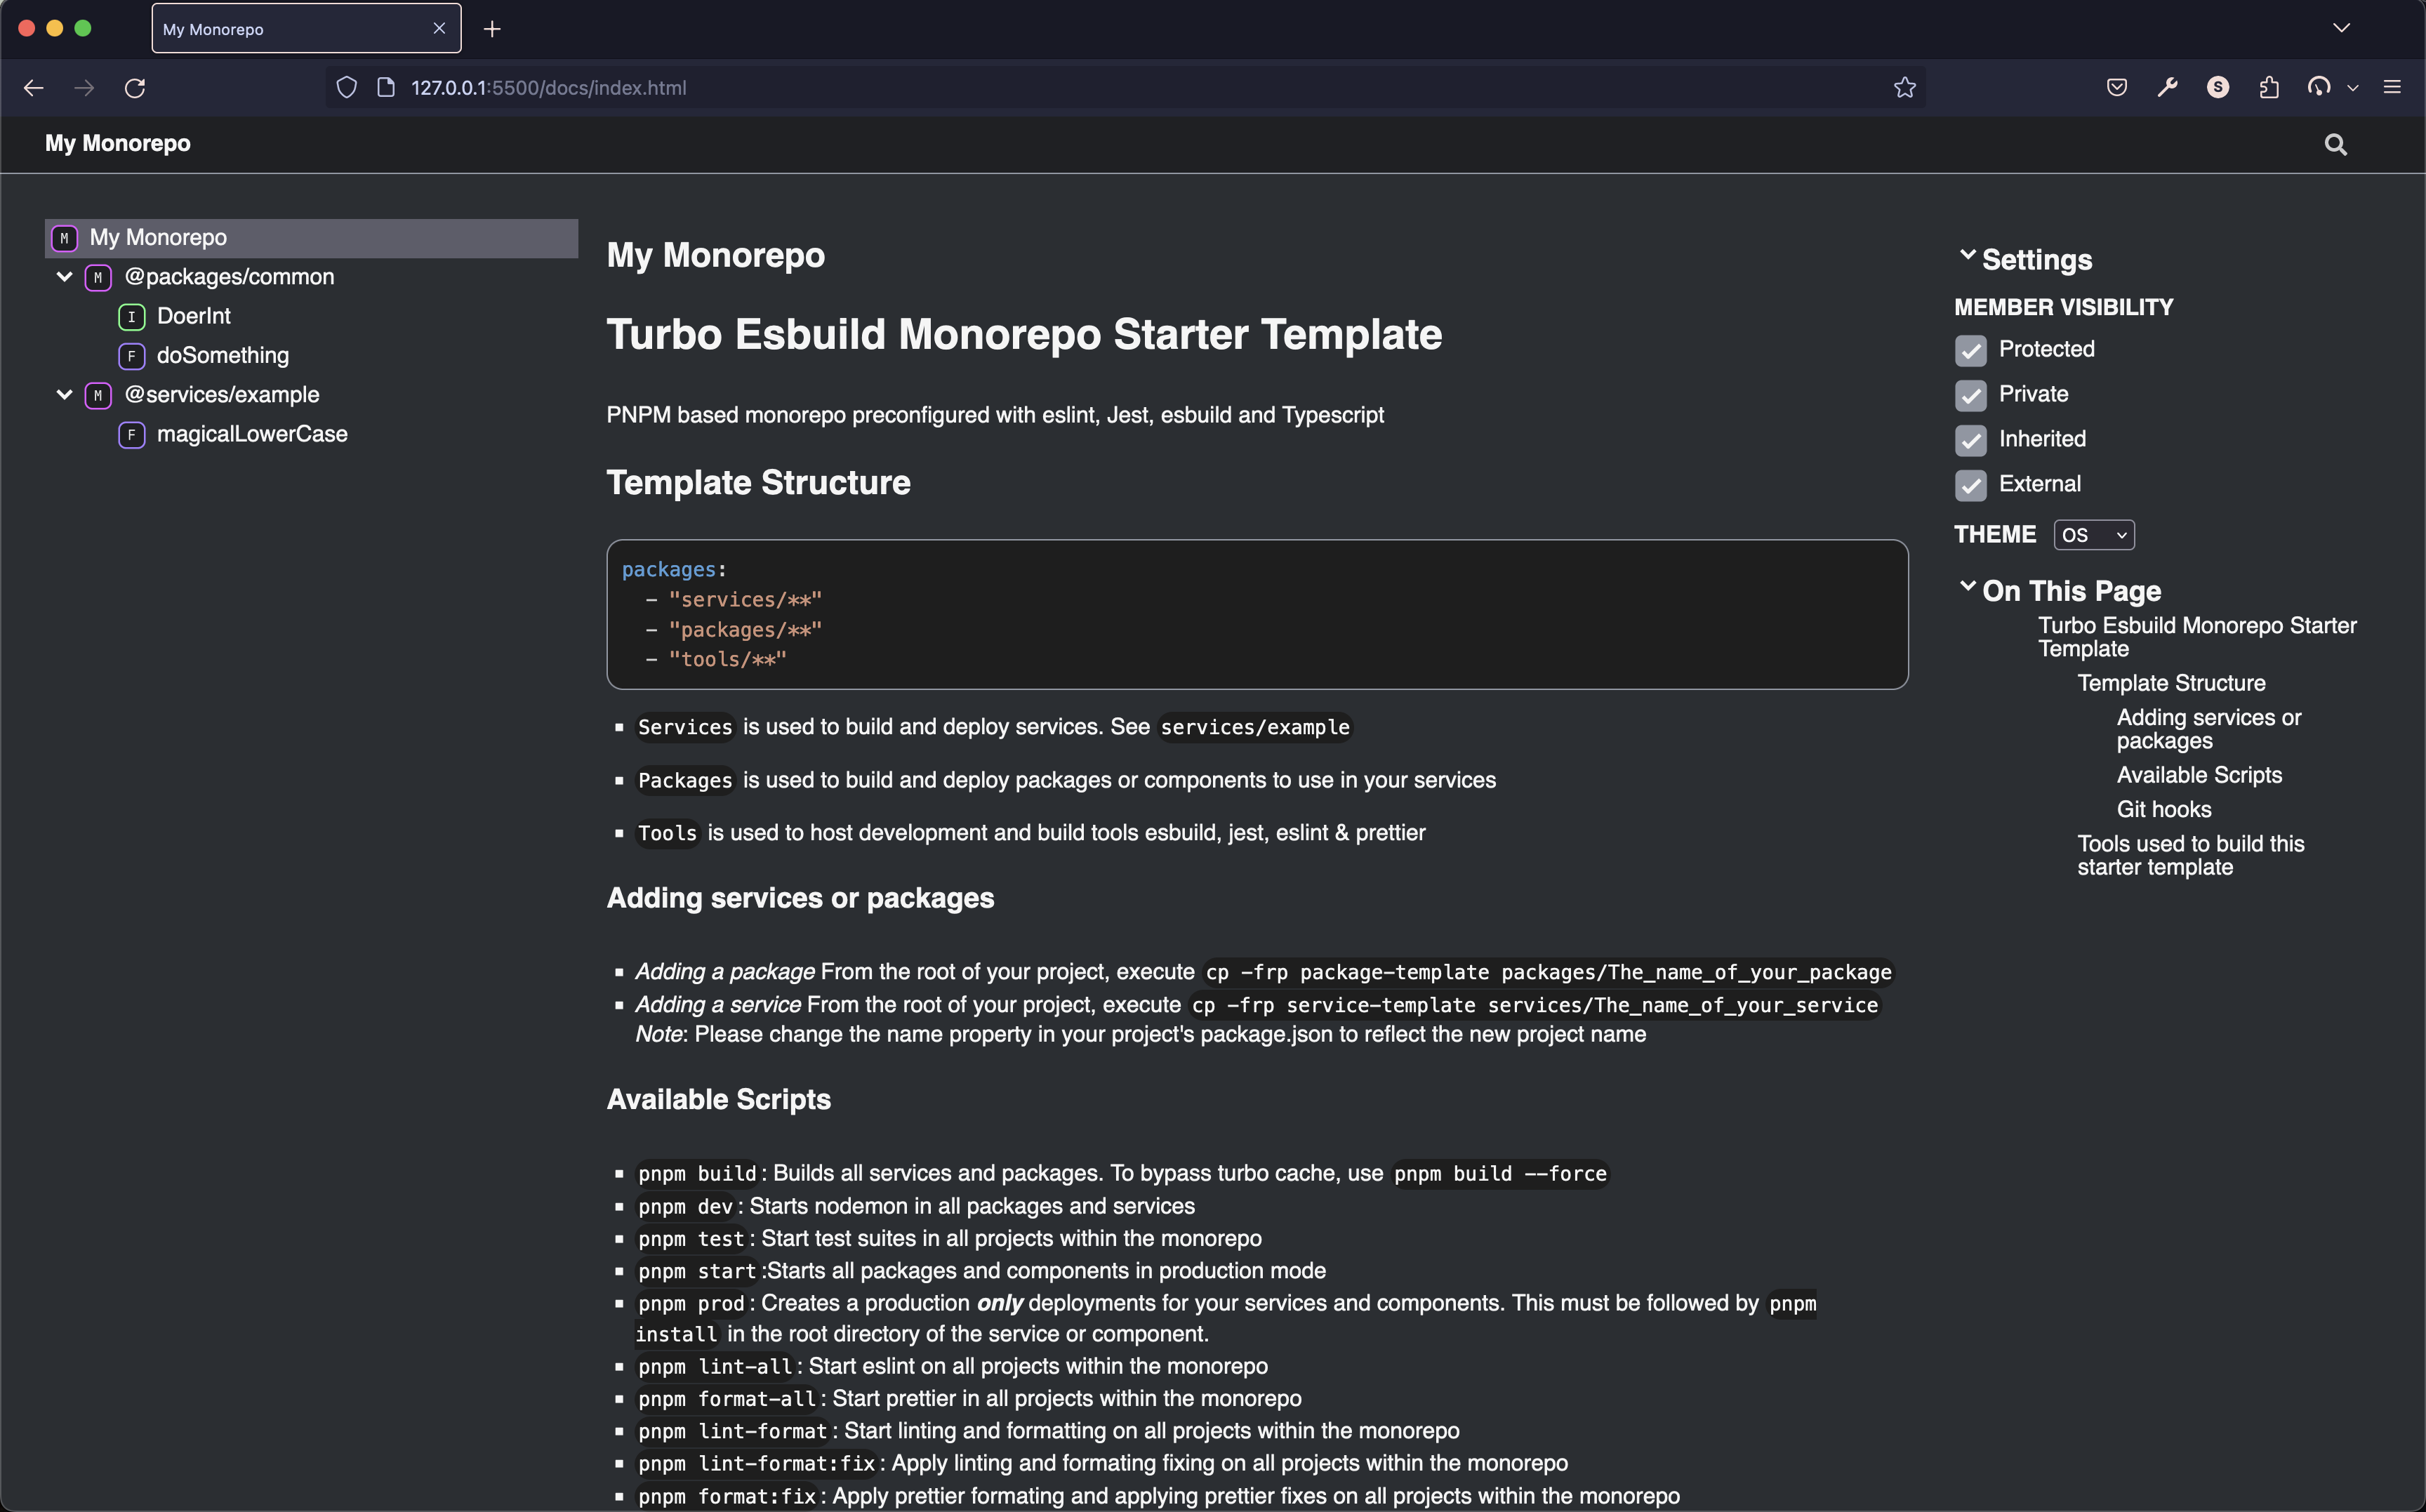 My Monorepo
127.0.0.1:5500/docs/index.html
S
My Monorepo
M My Monorepo
M @packages/common
I DoerInt
F doSomething
M @services/example
F magicalLowerCase
My Monorepo
Turbo Esbuild Monorepo Starter Template
PNPM based monorepo preconfigured with eslint, Jest, esbuild and Typescript
Template Structure
packages:
- "services/**"
- "packages/**"
- "tools/**"
Services is used to build and deploy services. See services/example
Packages is used to build and deploy packages or components to use in your services
Tools is used to host development and build tools esbuild, jest, eslint & prettier
Adding services or packages
Adding a package From the root of your project, execute cp -frp package-template packages/The_name_of_your_package
Adding a service From the root of your project, execute cp -frp service-template services/The_name_of_your_service
Note: Please change the name property in your project's package.json to reflect the new project name
Available Scripts
pnpm build: Builds all services and packages. To bypass turbo cache, use pnpm build --force
pnpm dev: Starts nodemon in all packages and services
pnpm test: Start test suites in all projects within the monorepo
pnpm start:Starts all packages and components in production mode
pnpm prod: Creates a production only deployments for your services and components. This must be followed by pnpm
install in the root directory of the service or component.
pnpm lint-all: Start eslint on all projects within the monorepo
pnpm format-all: Start prettier in all projects within the monorepo
pnpm lint-format: Start linting and formatting on all projects within the monorepo
pnpm lint-format:fix: Apply linting and formating fixing on all projects within the monorepo
pnpm format:fix: Apply prettier formating and applying prettier fixes on all projects within the monorepo
Settings
MEMBER VISIBILITY
Protected
Private
Inherited
External
THEME OS
On This Page
Turbo Esbuild Monorepo Starter
Template
Template Structure
Adding services or
packages
Available Scripts
Git hooks
Tools used to build this
starter template